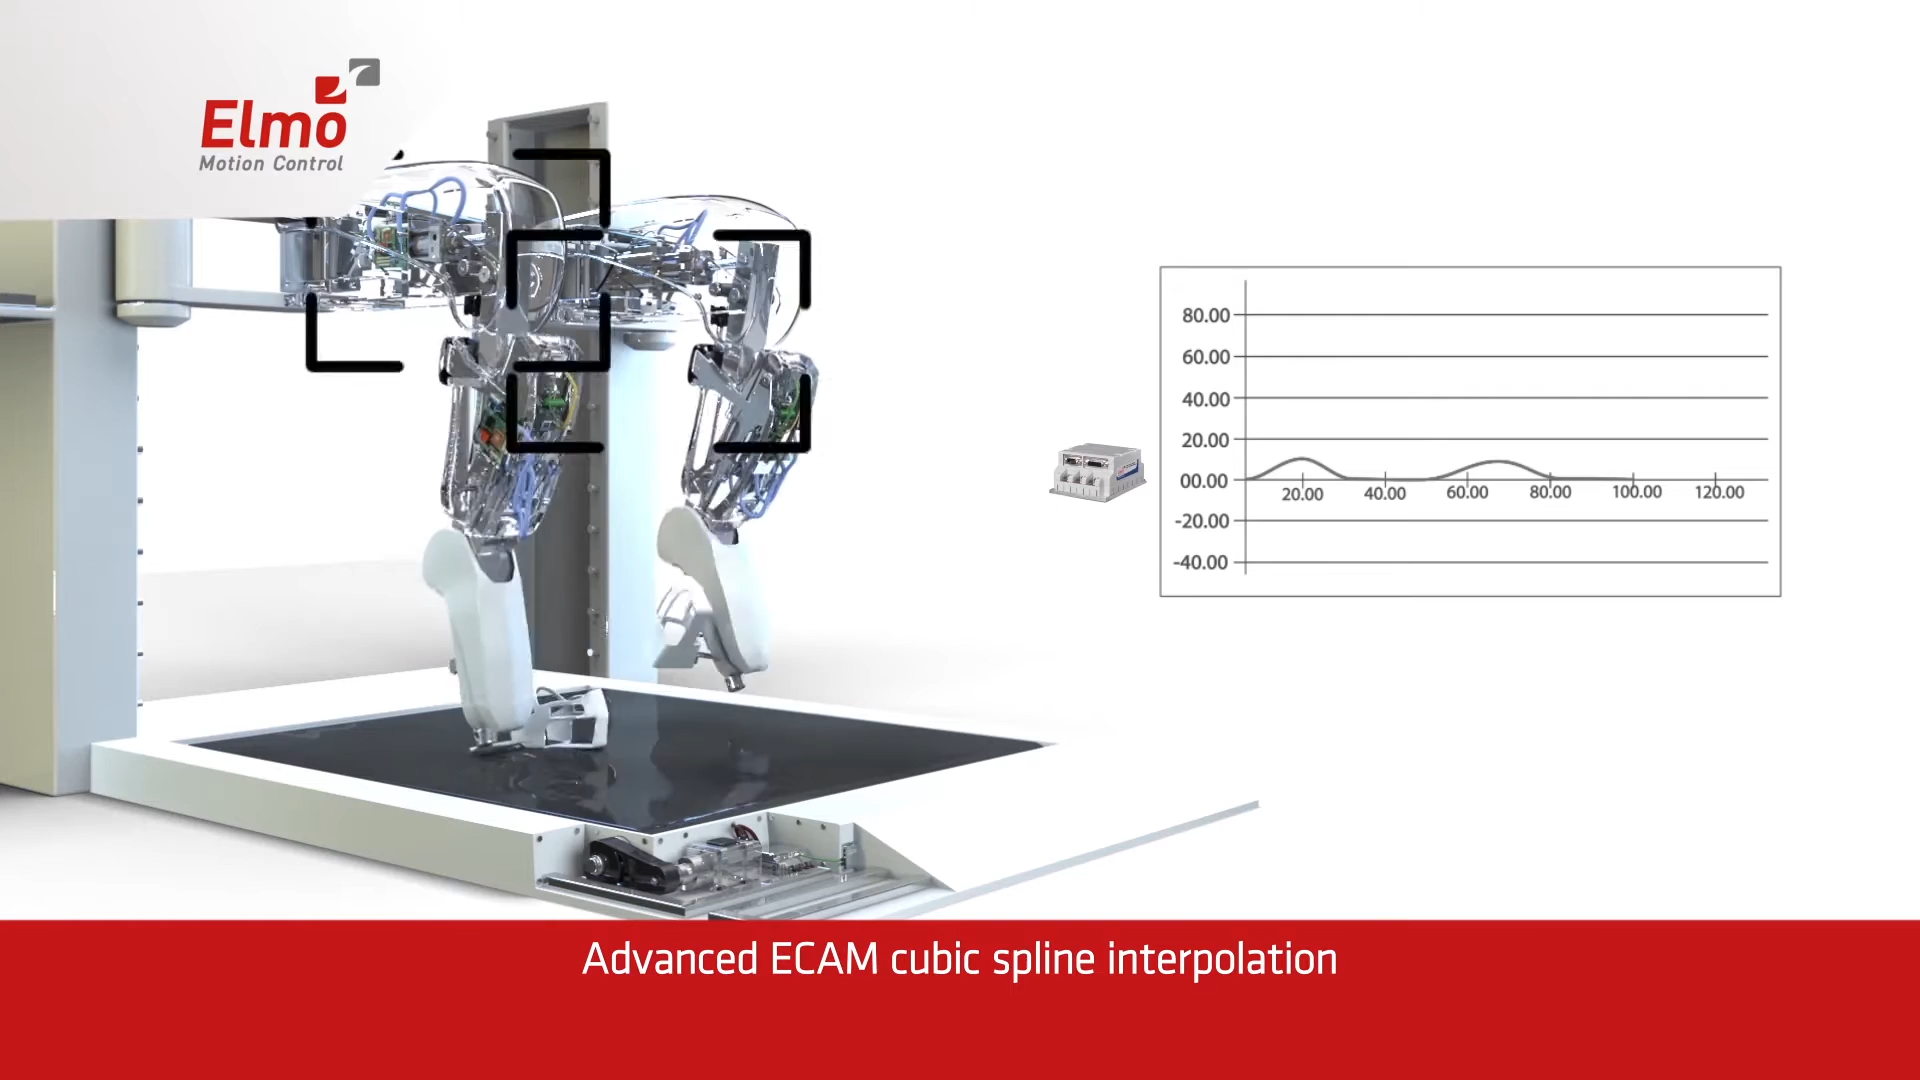 Elmo
Motion Control
80.00
60.00
40.00
20.00
00.00
20.00 40.00 60.00 80.00 100.00 120.00
-20.00
-40.00
Advanced ECAM cubic spline interpolation